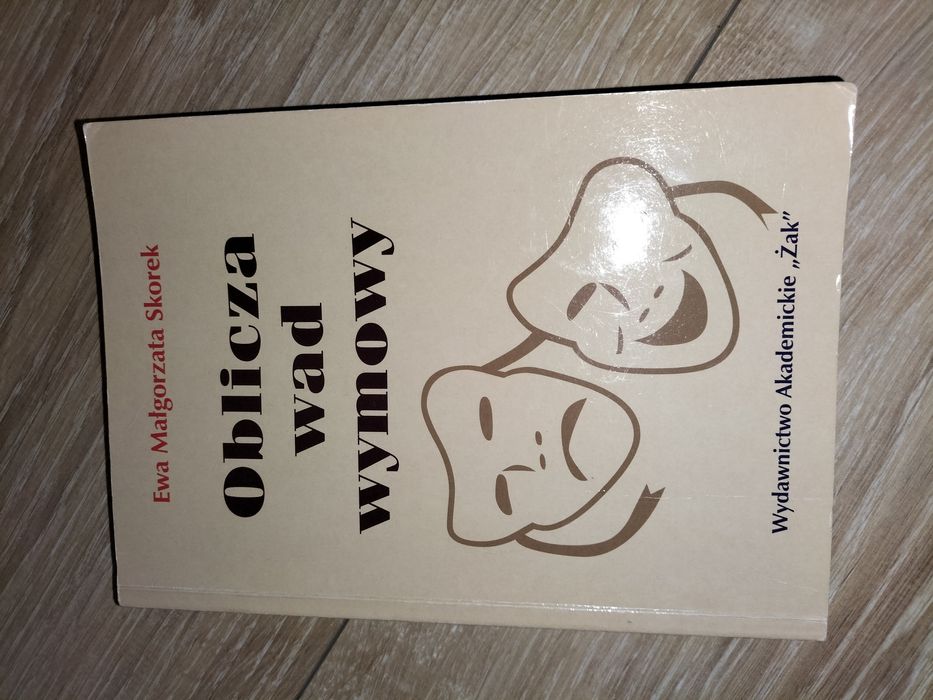 Ewa Małgorzata Skorek
Oblicza
wad
wymowy
Wydawnictwo Akademickie „Żak”